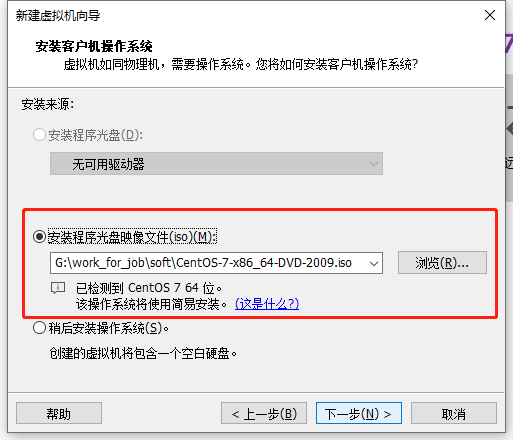 新建虚拟机向导
安装客户机操作系统
虚拟机如同物理机，需要操作系统。您将如何安装客户机操作系统?
安装来源:
安装程序光盘(D):
无可用驱动器
安装程序光盘映像文件(iso)(M):
G:\work_for_job\soft\CentOS-7-x86_64-DVD-2009.iso
浏览(R)...
已检测到 CentOS 7 64 位。
该操作系统将使用简易安装。 (这是什么?)
稍后安装操作系统(S)。
创建的虚拟机将包含一个空白硬盘。
帮助
< 上一步(B)
下一步(N) >
取消